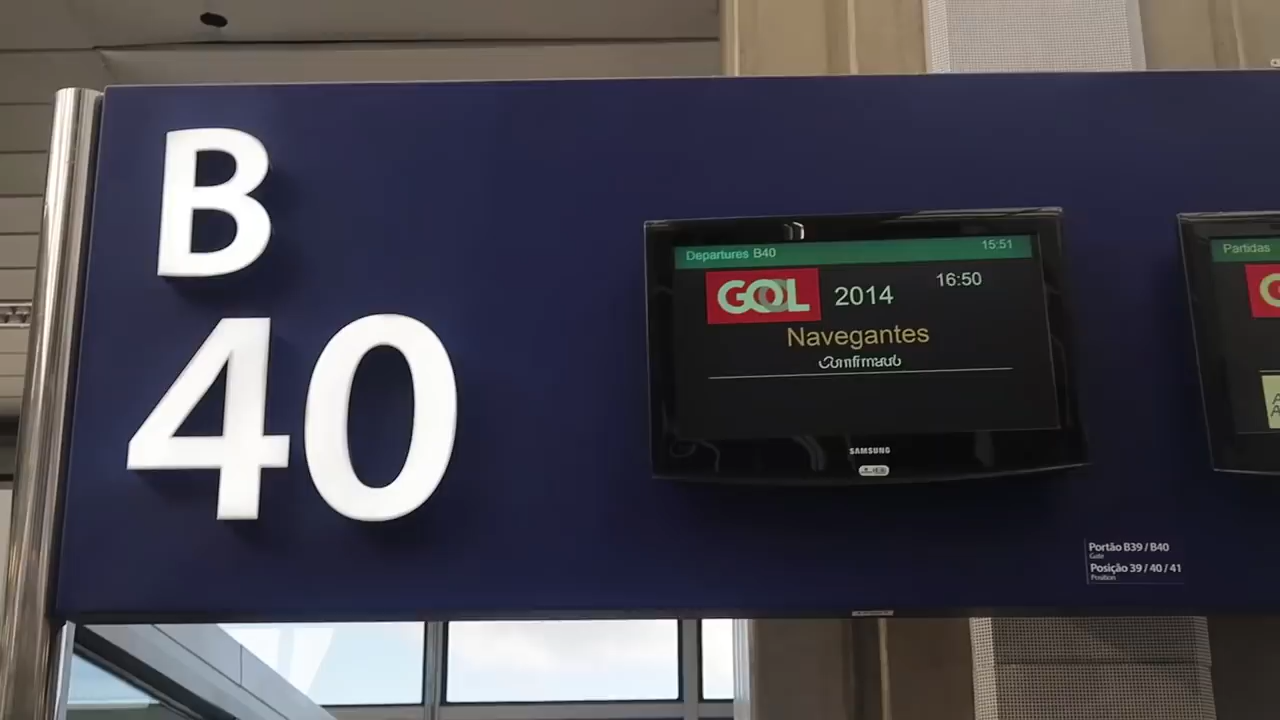 B
40
Departures B40 15:51
GOL 2014 16:50
Navegantes
SAMSUNG
Partidas
Portão B39 / B40
Gate
Posição 39 / 40 / 41
Position